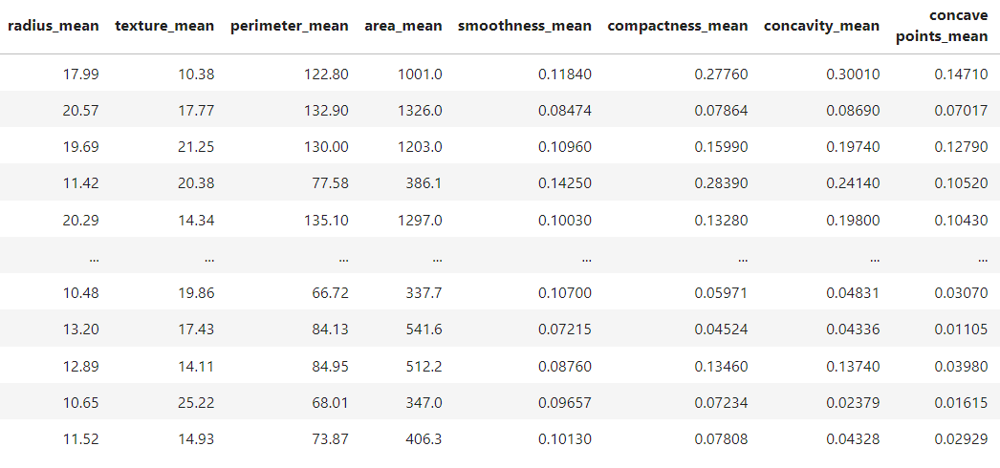 radius_mean texture_mean perimeter_mean area_mean smoothness_mean compactness_mean concavity_mean concave points_mean
17.99 10.38 122.80 1001.0 0.11840 0.27760 0.30010 0.14710
20.57 17.77 132.90 1326.0 0.08474 0.07864 0.08690 0.07017
19.69 21.25 130.00 1203.0 0.10960 0.15990 0.19740 0.12790
11.42 20.38 77.58 386.1 0.14250 0.28390 0.24140 0.10520
20.29 14.34 135.10 1297.0 0.10030 0.13280 0.19800 0.10430
... ... ... ... ... ... ... ...
10.48 19.86 66.72 337.7 0.10700 0.05971 0.04831 0.03070
13.20 17.43 84.13 541.6 0.07215 0.04524 0.04336 0.01105
12.89 14.11 84.95 512.2 0.08760 0.13460 0.13740 0.03980
10.65 25.22 68.01 347.0 0.09657 0.07234 0.02379 0.01615
11.52 14.93 73.87 406.3 0.10130 0.07808 0.04328 0.02929